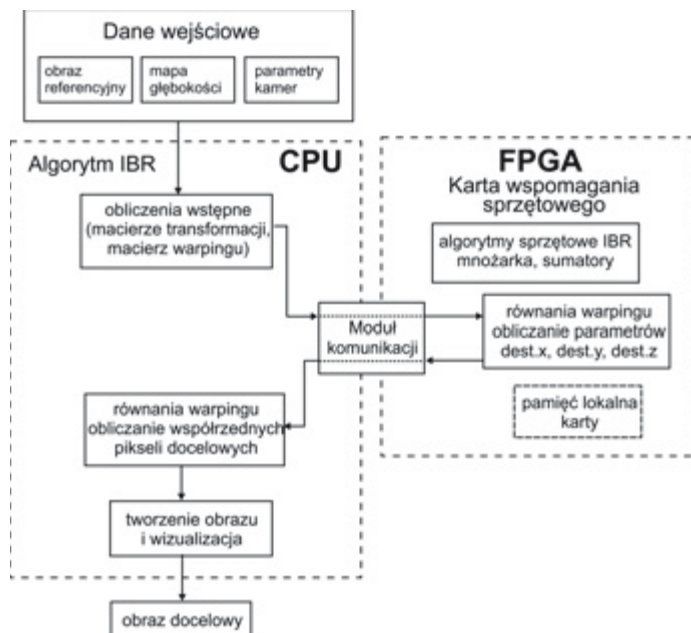 Dane wejściowe
obraz
referencyjny
mapa
głębokości
parametry
kamer
Algorytm IBR
CPU
obliczenia wstępne
(macierze transformacji,
macierz warpingu)
FPGA
Karta wspomagania
sprzętowego
algorytmy sprzętowe IBR
mnożarka, sumatory
Moduł
komunikacji
równania warpingu
obliczanie parametrów
dest.x, dest.y, dest.z
pamięć lokalna
karty
równania warpingu
obliczanie współrzędnych
pikseli docelowych
tworzenie obrazu
i wizualizacja
obraz docelowy